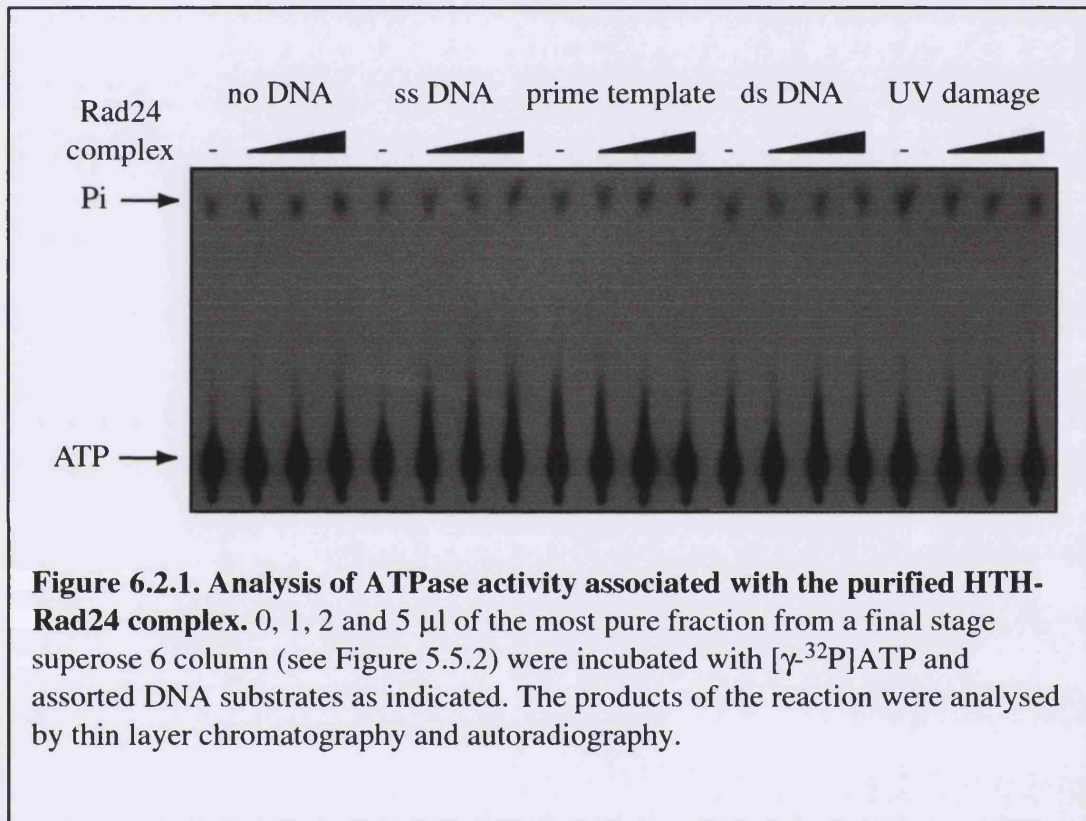 no DNA ss DNA prime template ds DNA UV damage
Rad24
complex - - - - -
Pi
ATP
Figure 6.2.1. Analysis of ATPase activity associated with the purified HTH-
Rad24 complex. 0, 1, 2 and 5 μl of the most pure fraction from a final stage
superose 6 column (see Figure 5.5.2) were incubated with [γ-³²P]ATP and
assorted DNA substrates as indicated. The products of the reaction were analysed
by thin layer chromatography and autoradiography.